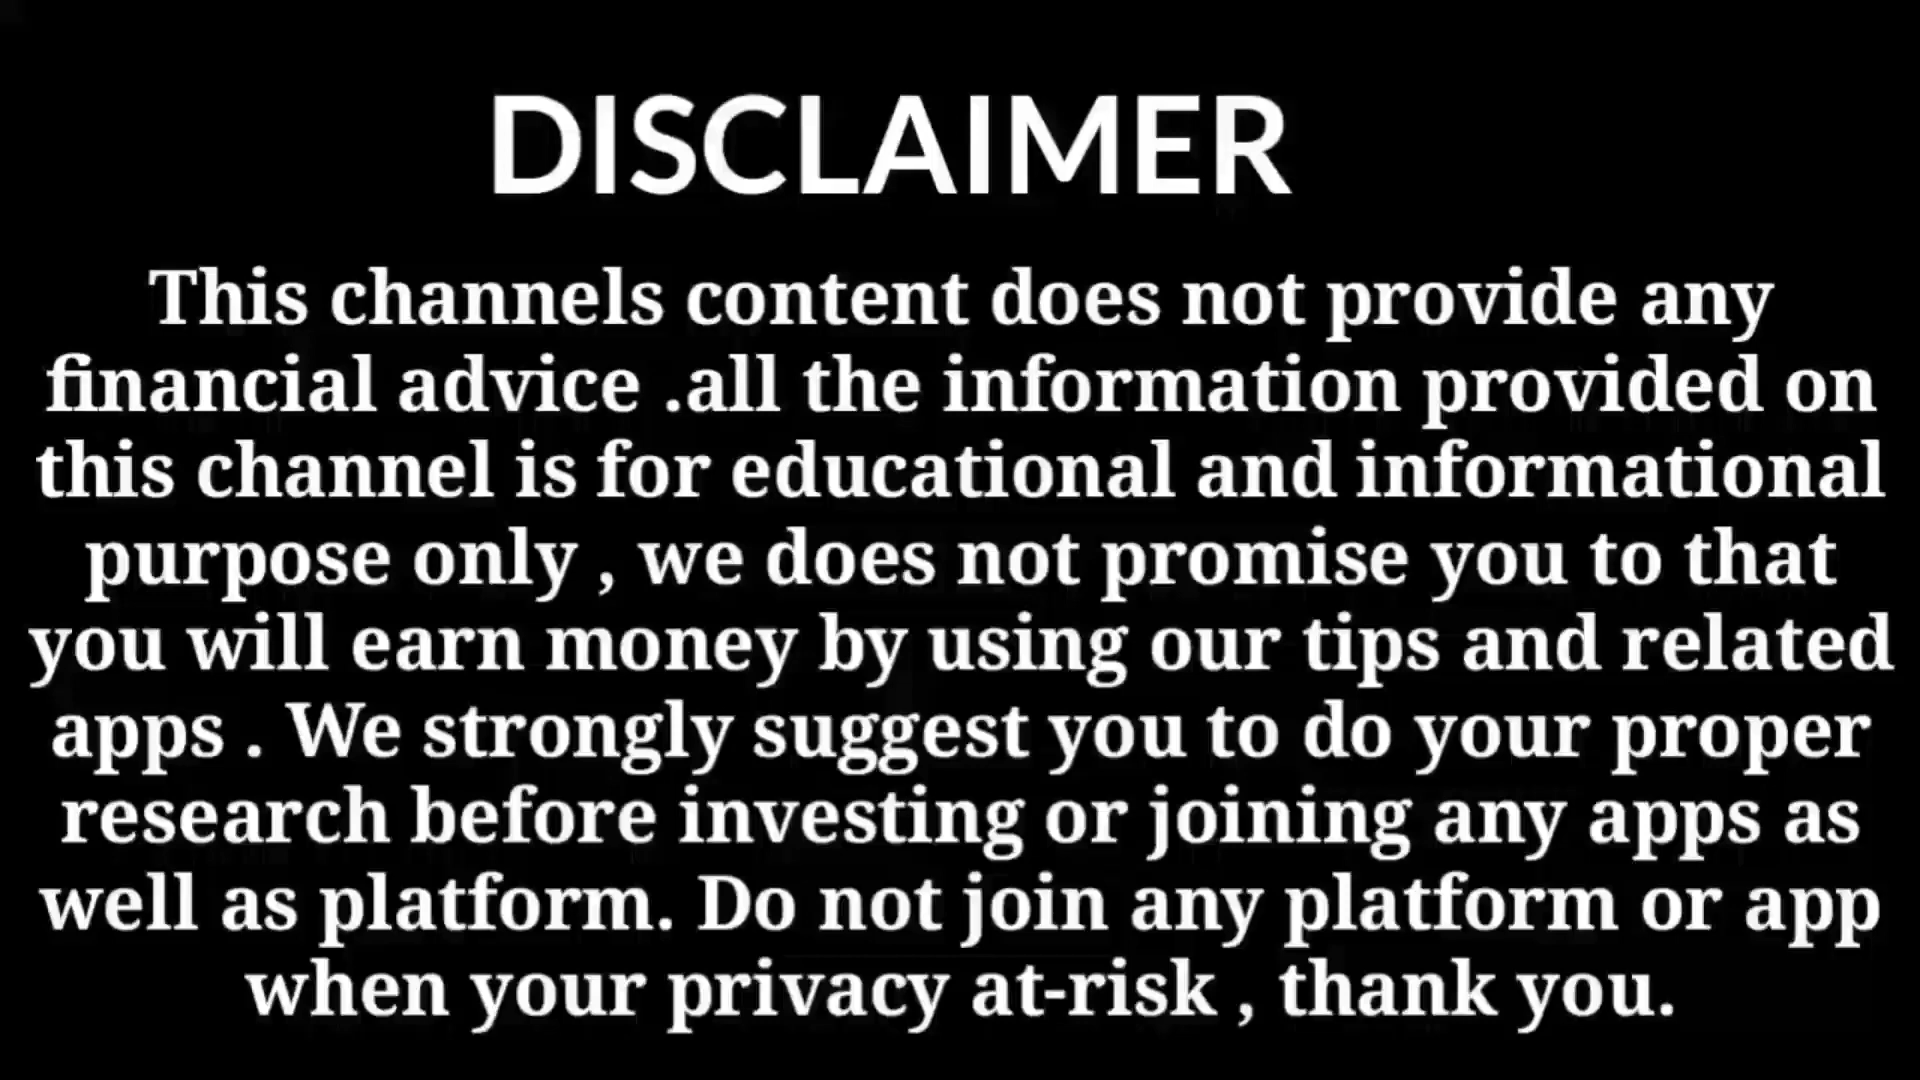 DISCLAIMER
This channels content does not provide any
financial advice .all the information provided on
this channel is for educational and informational
purpose only , we does not promise you to that
you will earn money by using our tips and related
apps . We strongly suggest you to do your proper
research before investing or joining any apps as
well as platform. Do not join any platform or app
when your privacy at-risk , thank you.